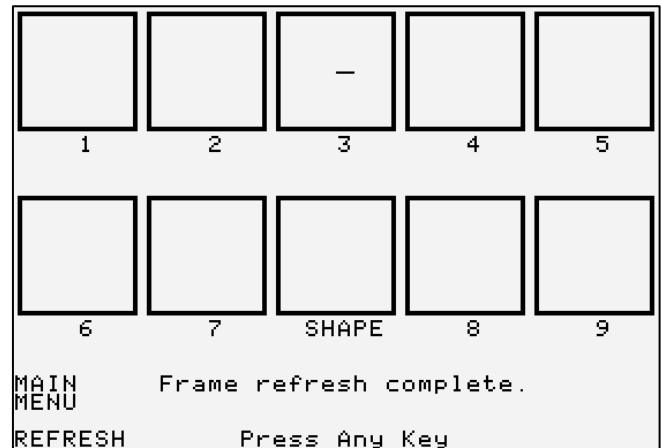 —
1 2 3 4 5
6 7 SHAPE 8 9
MAIN Frame refresh complete.
MENU
REFRESH Press Any Key